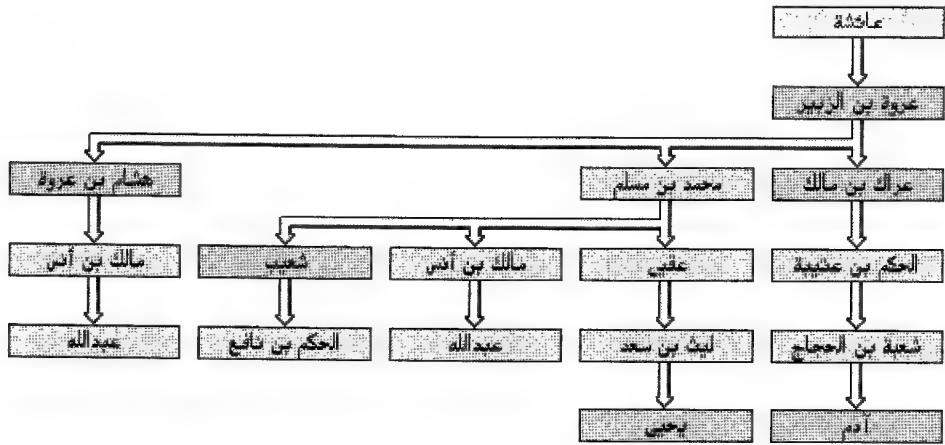 عائشة
عروة بن الزبير
عراك بن مالك
محمد بن مسلم
هشام بن عروة
الحكم بن عتيبة
عقيل
مالك بن أنس
شعيب
مالك بن أنس
شعبة بن الحجاج
ليث بن سعد
عبدالله
الحكم بن نافع
عبدالله
آدم
يحيى